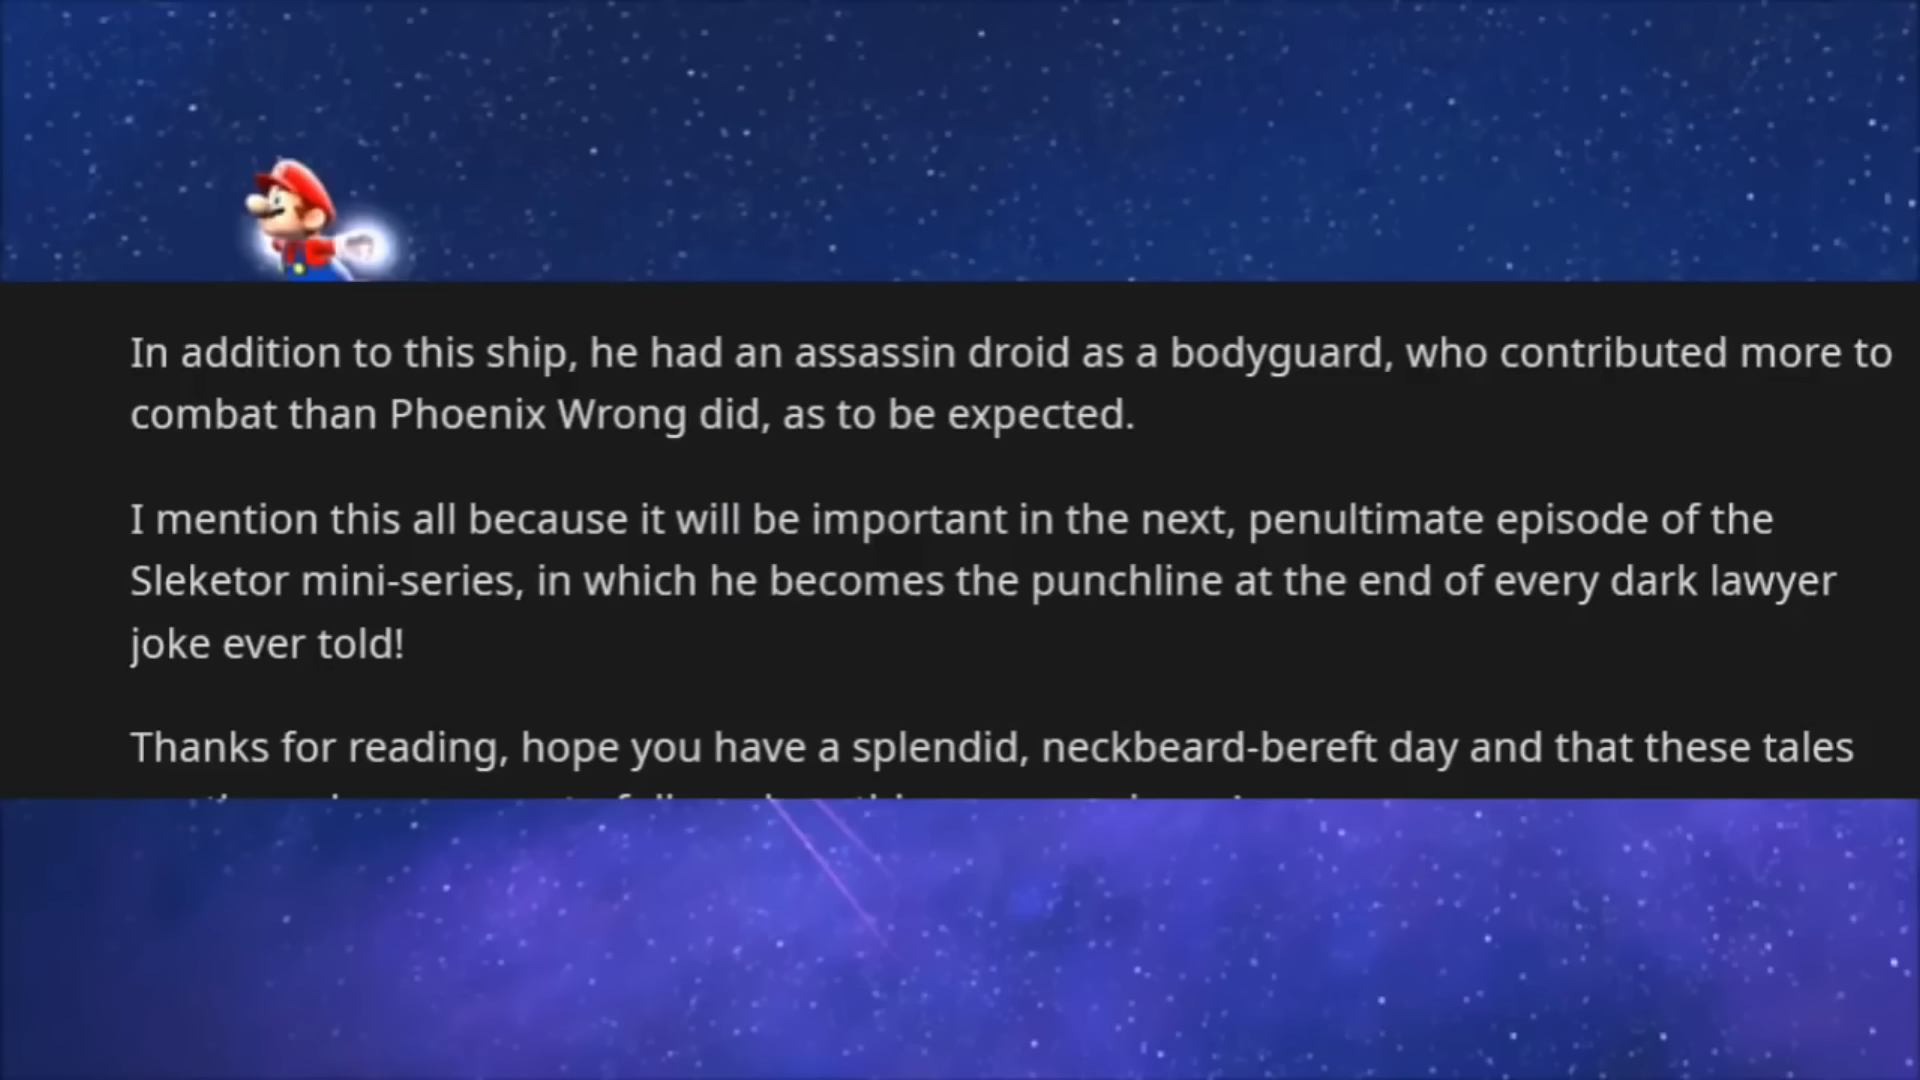 In addition to this ship, he had an assassin droid as a bodyguard, who contributed more to
combat than Phoenix Wrong did, as to be expected.
I mention this all because it will be important in the next, penultimate episode of the
Sleketor mini-series, in which he becomes the punchline at the end of every dark lawyer
joke ever told!
Thanks for reading, hope you have a splendid, neckbeard-bereft day and that these tales